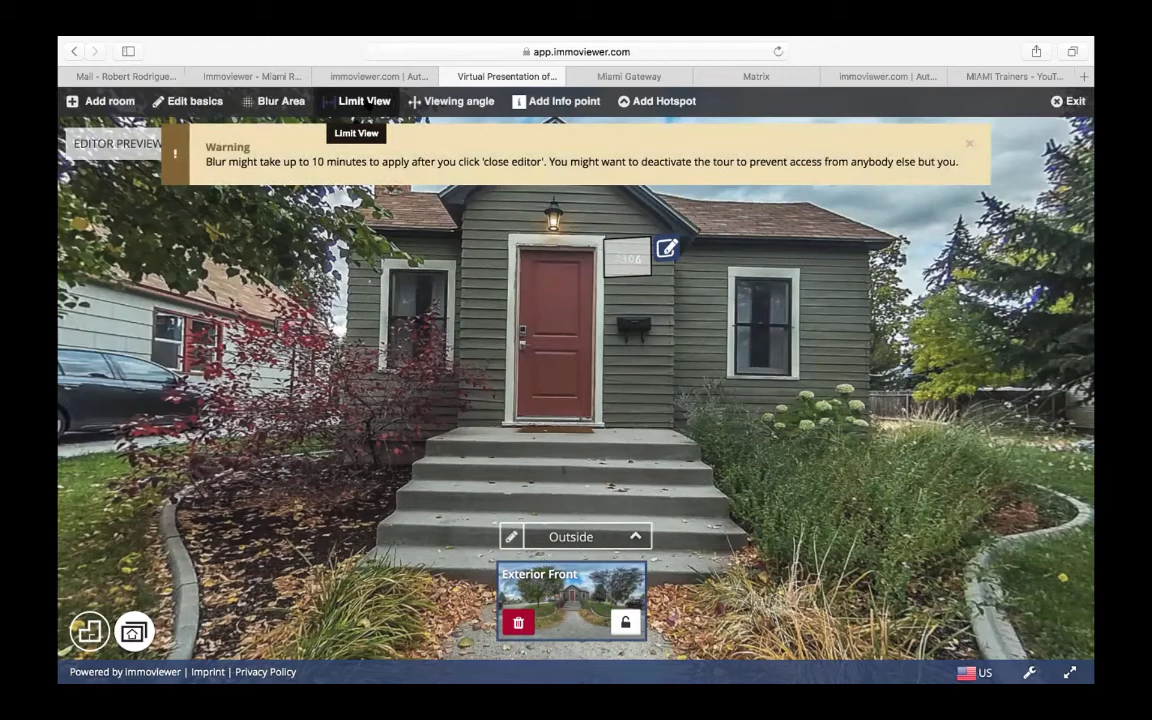 app.immoviewer.com
Mail - Robert Rodrigue... Immoviewer - Miami R... immoviewer.com | Aut... Virtual Presentation of... Miami Gateway Matrix immoviewer.com | Aut... MIAMI Trainers - YouT...
Add room Edit basics Blur Area Limit View Viewing angle Add Info point Add Hotspot Exit
Limit View
EDITOR PREVIEW
Warning
Blur might take up to 10 minutes to apply after you click 'close editor'. You might want to deactivate the tour to prevent access from anybody else but you.
2306
Outside
Exterior Front
Powered by immoviewer | Imprint | Privacy Policy US